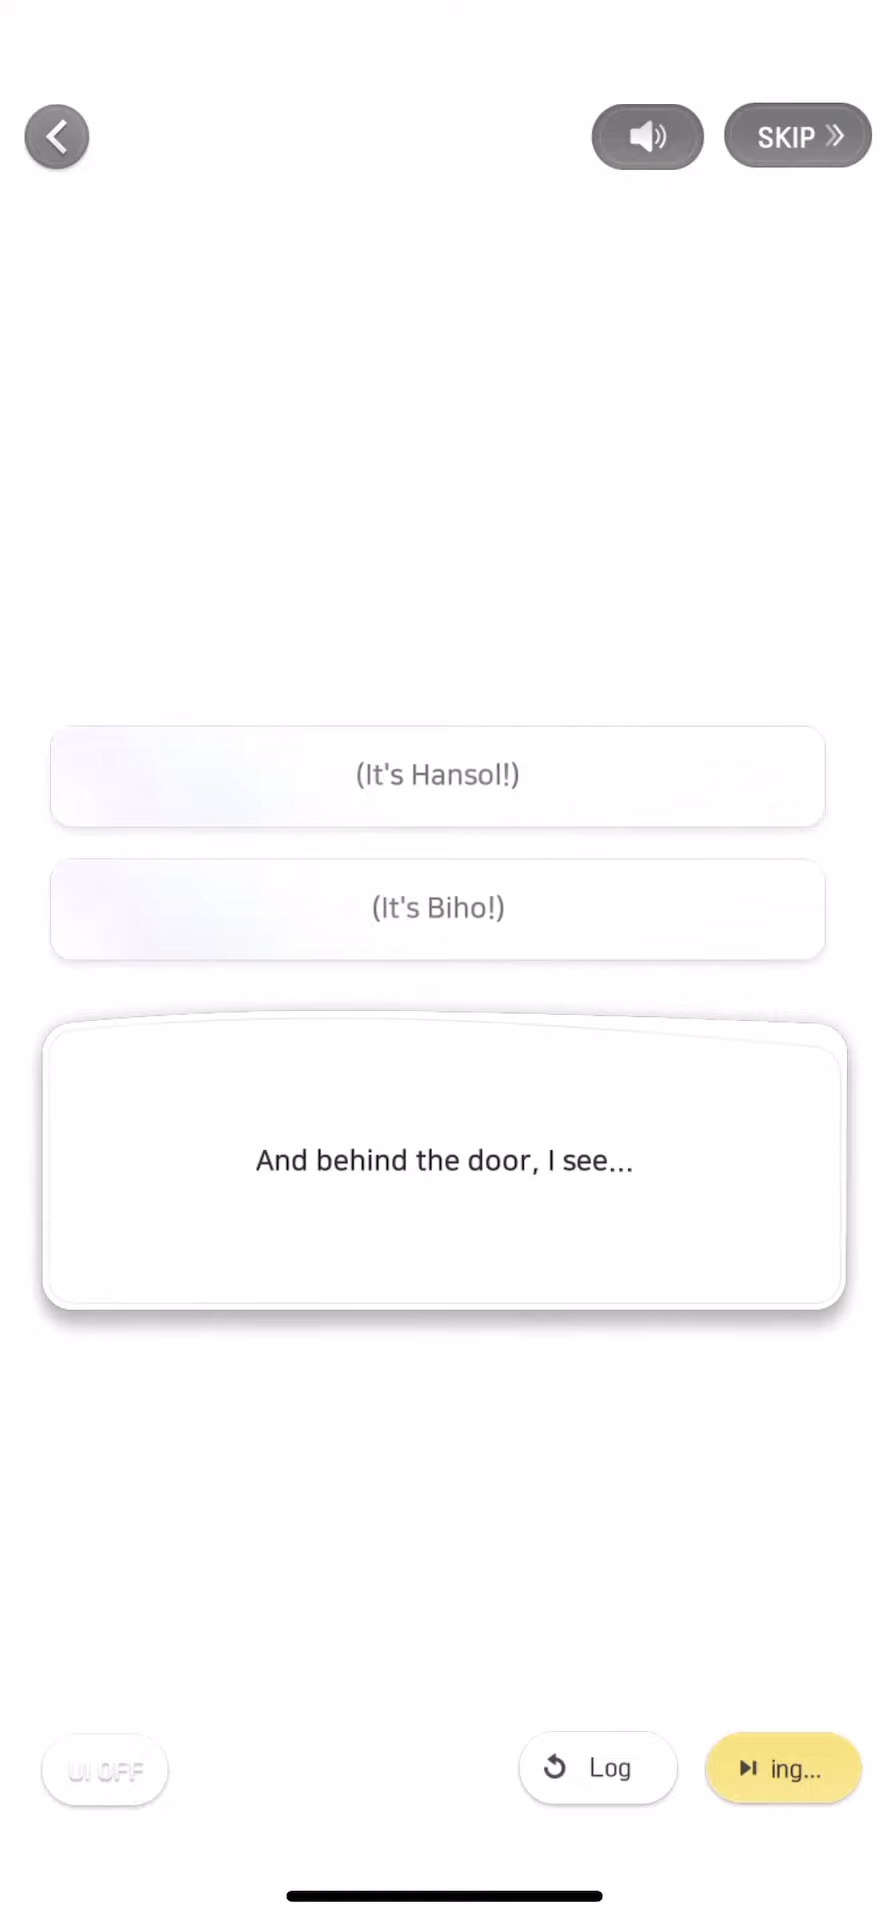 SKIP
(It's Hansol!)
(It's Biho!)
And behind the door, I see...
UI OFF
Log
ing...